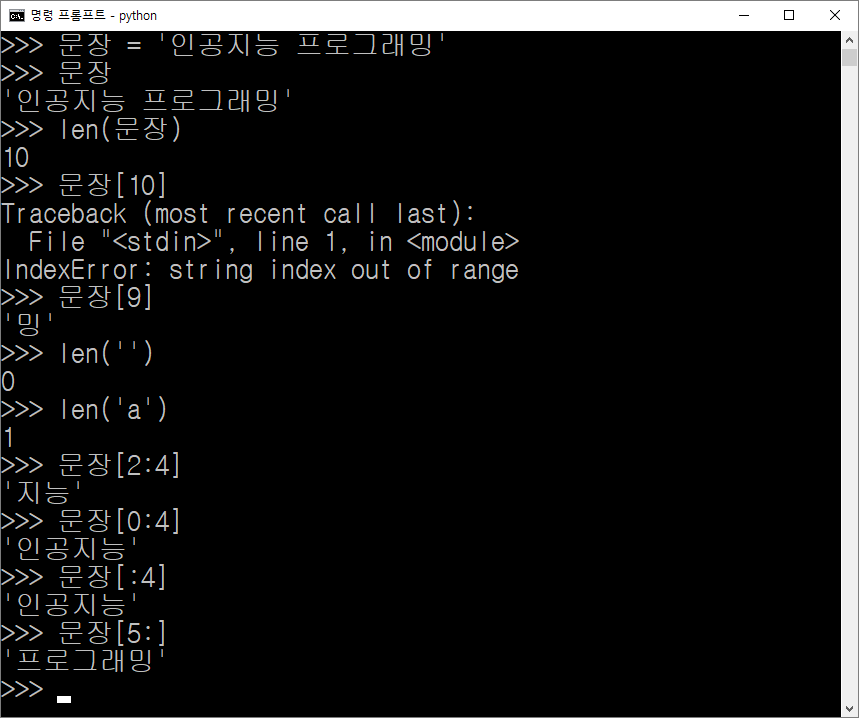 명령 프롬프트 - python
>>> 문장 = '인공지능 프로그래밍'
>>> 문장
'인공지능 프로그래밍'
>>> len(문장)
10
>>> 문장[10]
Traceback (most recent call last):
  File "<stdin>", line 1, in <module>
IndexError: string index out of range
>>> 문장[9]
'밍'
>>> len('')
0
>>> len('a')
1
>>> 문장[2:4]
'지능'
>>> 문장[0:4]
'인공지능'
>>> 문장[:4]
'인공지능'
>>> 문장[5:]
'프로그래밍'
>>>